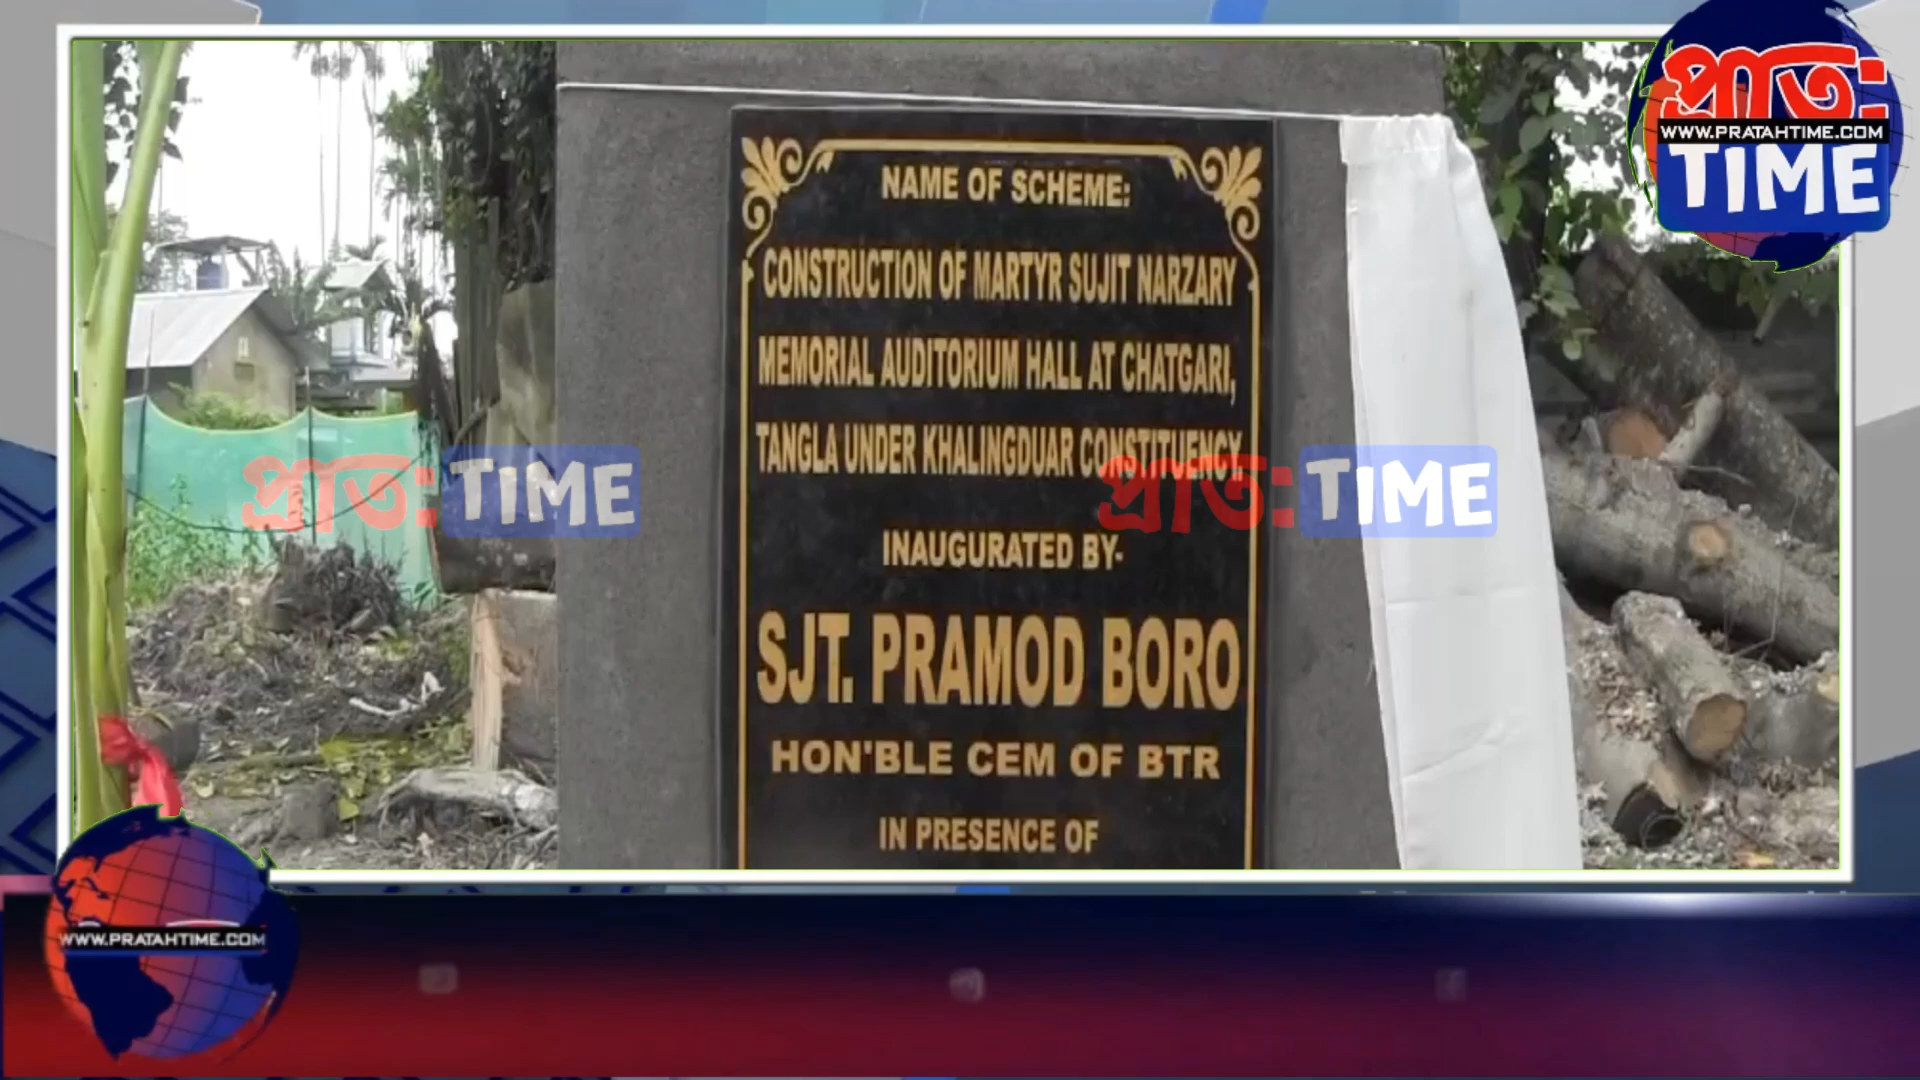 প্ৰাত:
WWW.PRATAHTIME.COM
TIME
NAME OF SCHEME:
CONSTRUCTION OF MARTYR SUJIT NARZARY
MEMORIAL AUDITORIUM HALL AT CHATGARI,
TANGLA UNDER KHALINGDUAR CONSTITUENCY.
প্ৰাত: TIME
প্ৰাত: TIME
INAUGURATED BY-
SJT. PRAMOD BORO
HON'BLE CEM OF BTR
IN PRESENCE OF
WWW.PRATAHTIME.COM